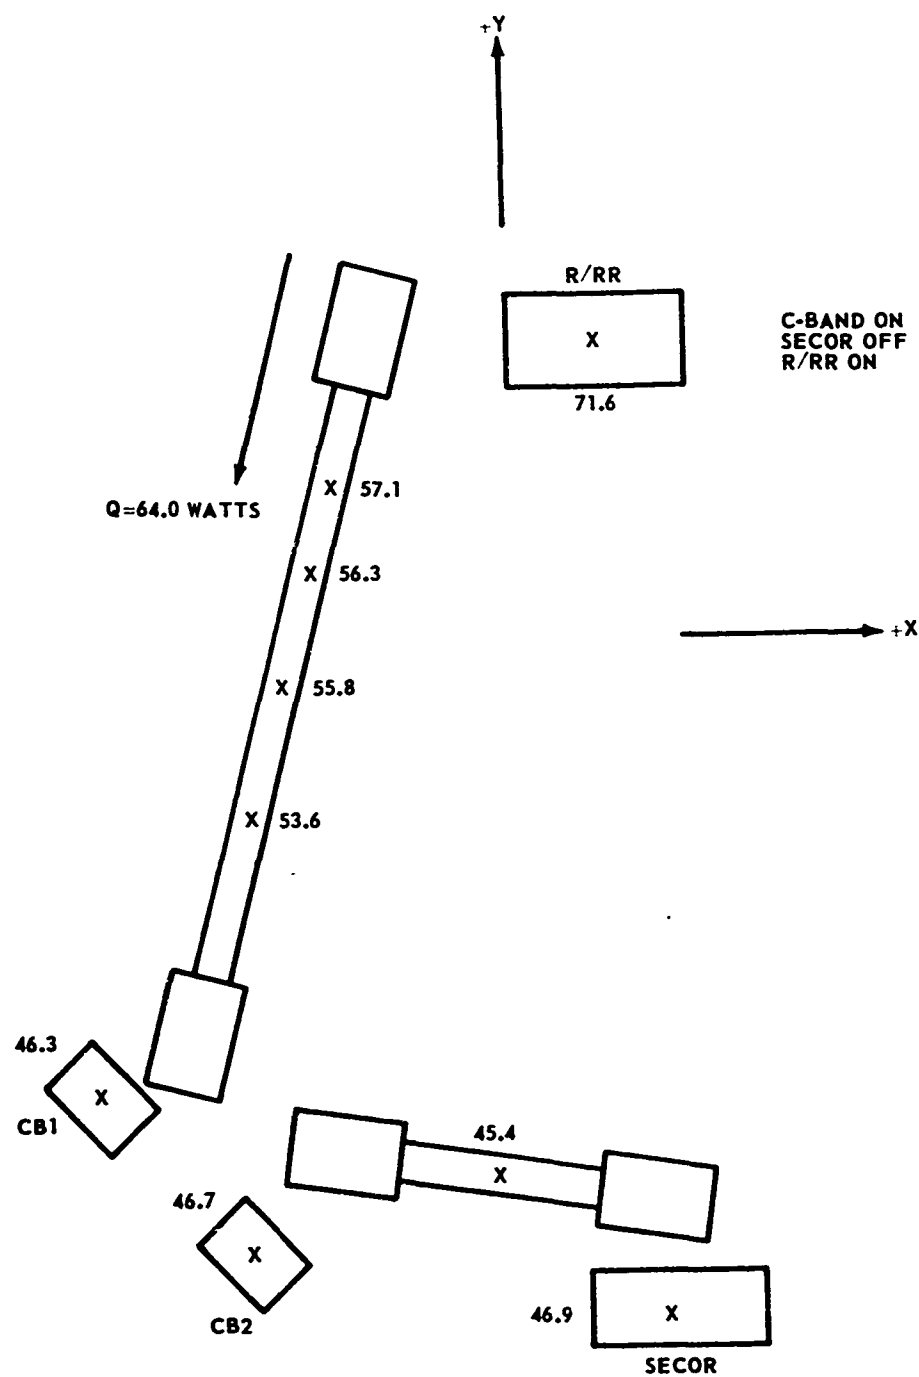 +Y
R/RR
X
71.6
C-BAND ON
SECOR OFF
R/RR ON
Q=64.0 WATTS
X 57.1
X 56.3
+X
X 55.8
X 53.6
46.3
X
CB1
45.4
X
46.7
X
CB2
46.9
X
SECOR